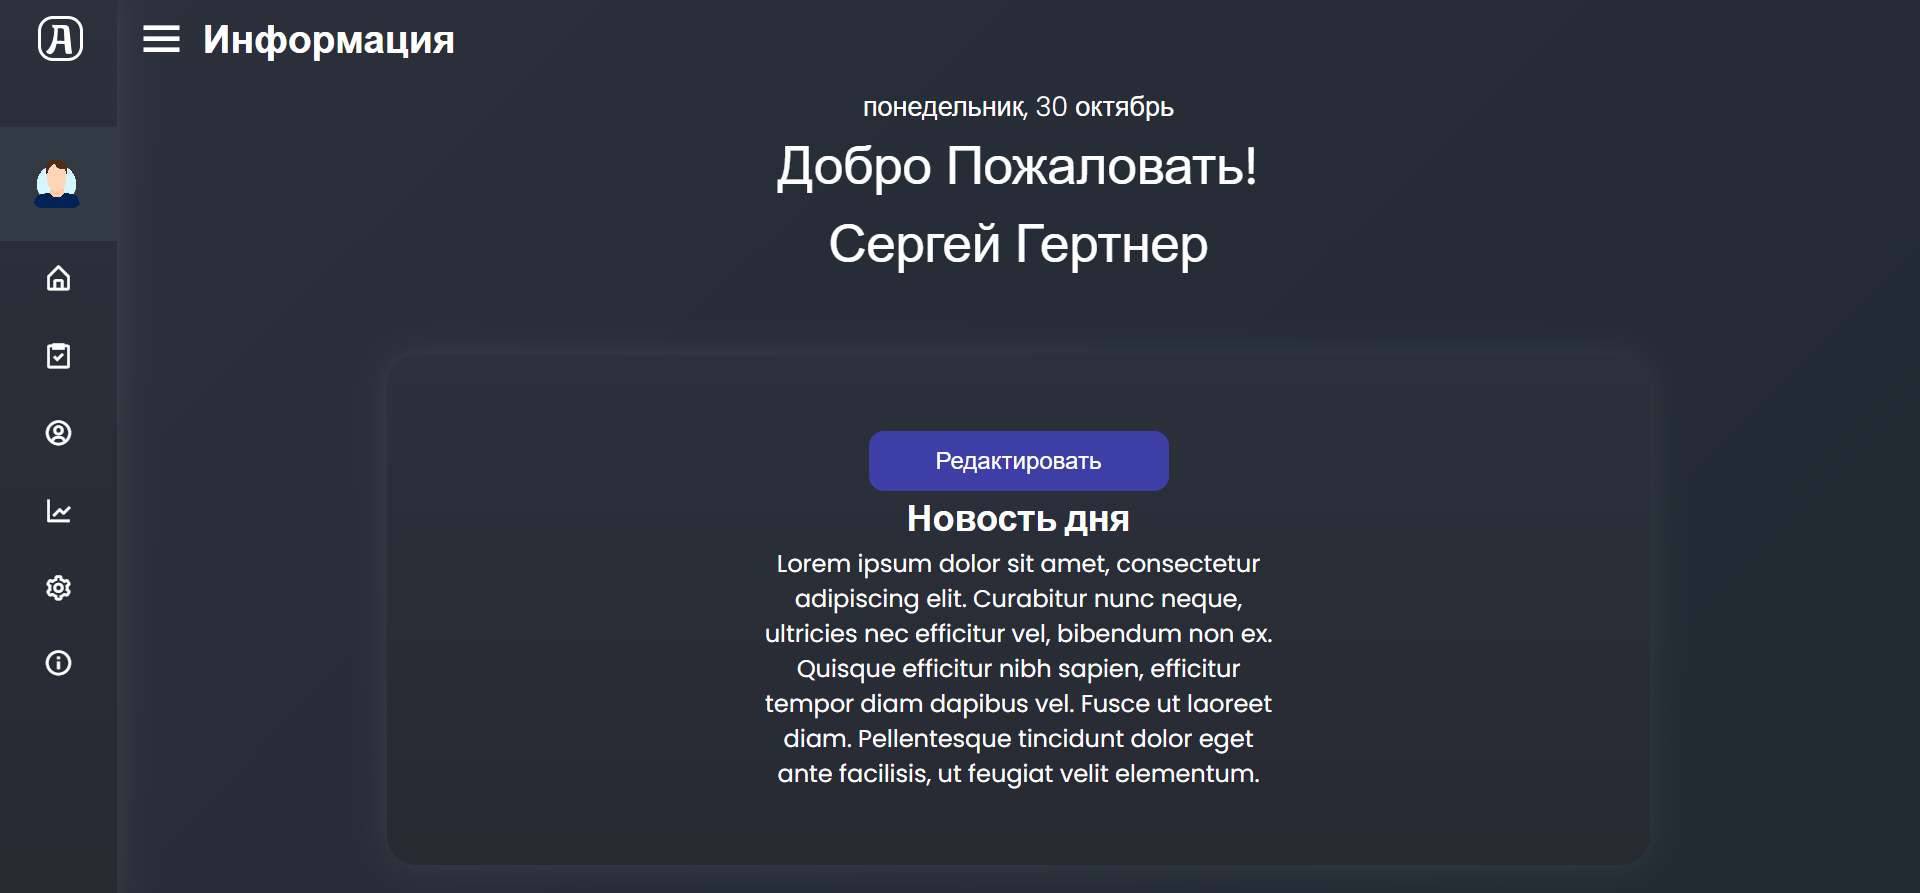 А
Информация
понедельник, 30 октябрь
Добро Пожаловать!
Сергей Гертнер
Редактировать
Новость дня
Lorem ipsum dolor sit amet, consectetur
adipiscing elit. Curabitur nunc neque,
ultricies nec efficitur vel, bibendum non ex.
Quisque efficitur nibh sapien, efficitur
tempor diam dapibus vel. Fusce ut laoreet
diam. Pellentesque tincidunt dolor eget
ante facilisis, ut feugiat velit elementum.